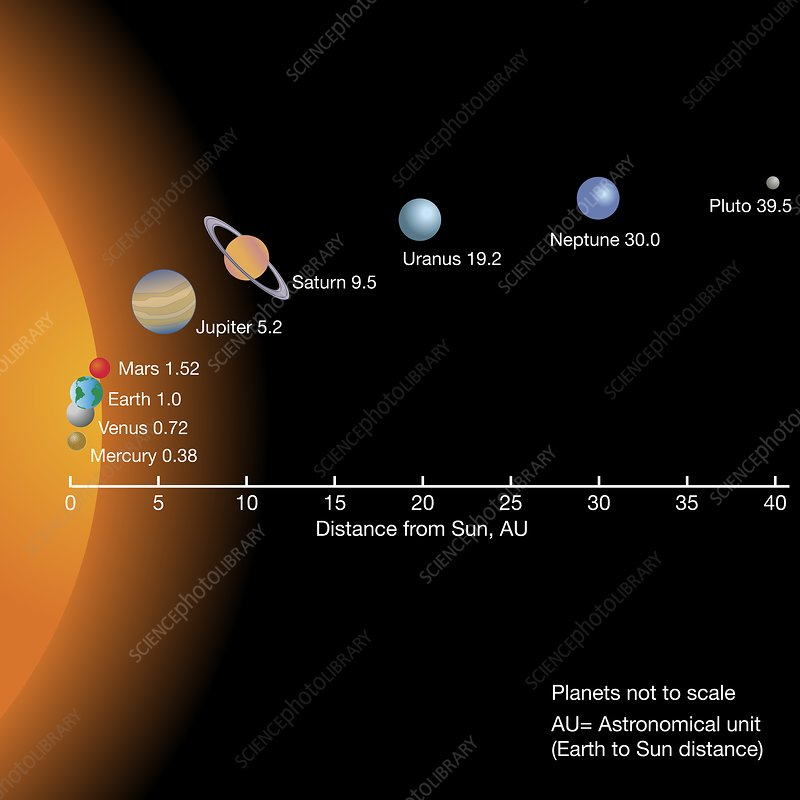 Pluto 39.5
Neptune 30.0
Uranus 19.2
Saturn 9.5
Jupiter 5.2
Mars 1.52
Earth 1.0
Venus 0.72
Mercury 0.38
0 5 10 15 20 25 30 35 40
Distance from Sun, AU
Planets not to scale
AU= Astronomical unit
(Earth to Sun distance)
SCIENCEphotoLIBRARY